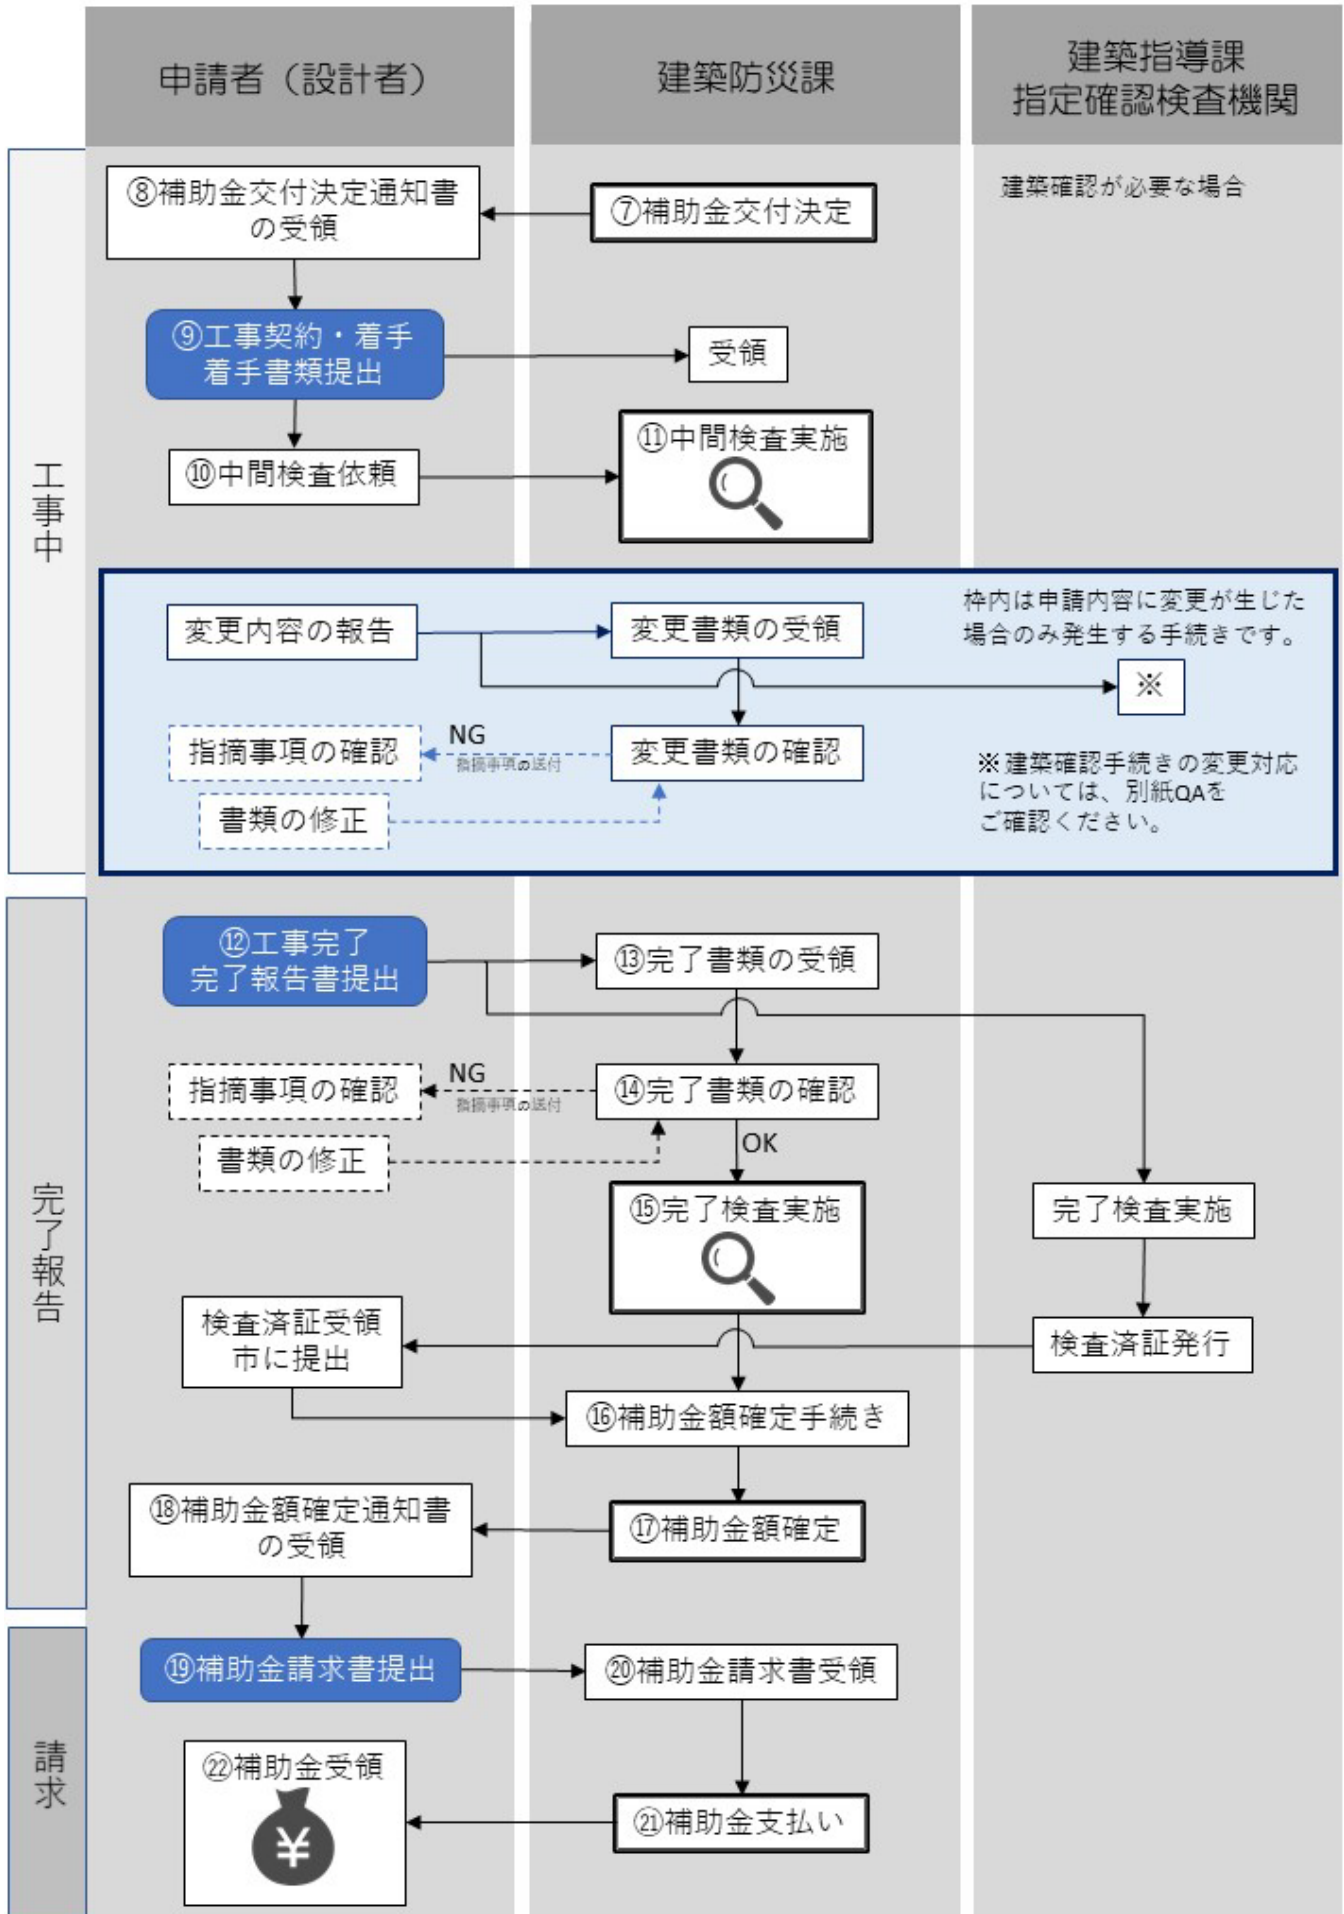 申請者（設計者）
建築防災課
建築指導課
指定確認検査機関
工事中
⑧補助金交付決定通知書
の受領
⑦補助金交付決定
建築確認が必要な場合
⑨工事契約・着手
着手書類提出
受領
⑩中間検査依頼
⑪中間検査実施
変更内容の報告
変更書類の受領
枠内は申請内容に変更が生じた
場合のみ発生する手続きです。
※
指摘事項の確認
NG
指摘事項の送付
変更書類の確認
書類の修正
※建築確認手続きの変更対応
については、別紙QAを
ご確認ください。
完了報告
⑫工事完了
完了報告書提出
⑬完了書類の受領
指摘事項の確認
NG
指摘事項の送付
⑭完了書類の確認
書類の修正
OK
⑮完了検査実施
完了検査実施
検査済証受領
市に提出
検査済証発行
⑯補助金額確定手続き
⑱補助金額確定通知書
の受領
⑰補助金額確定
請求
⑲補助金請求書提出
⑳補助金請求書受領
㉒補助金受領
¥
㉑補助金支払い